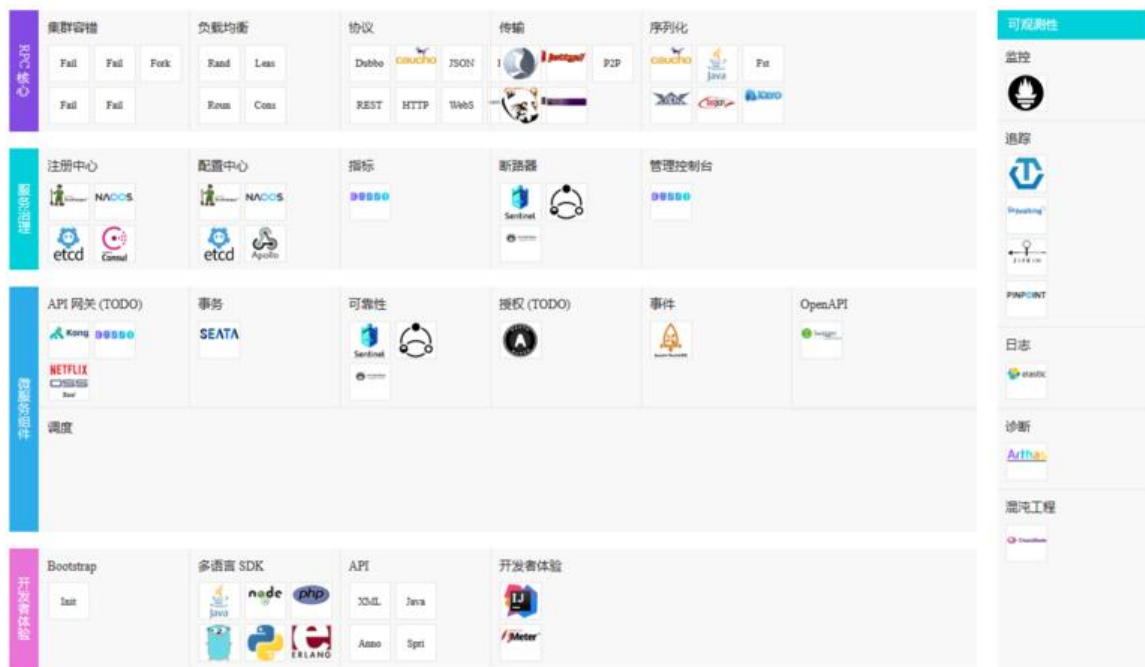 RPC 核心
集群容错
Fail
Fail
Fork
Fail
Fail
负载均衡
Rand
Leas
Roun
Cons
协议
Dubbo
caucho
JSON
REST
HTTP
WebS
传输
P2P
序列化
caucho
Java
Fst
Kryo
服务治理
注册中心
NACOS.
etcd
Consul
配置中心
NACOS.
etcd
Apollo
指标
DUBBO
断路器
Sentinel
管理控制台
DUBBO
微服务组件
API 网关 (TODO)
Kong
DUBBO
NETFLIX
OSS
Zuul
事务
SEATA
可靠性
Sentinel
授权 (TODO)
A
事件
OpenAPI
Swagger
调度
开发者体验
Bootstrap
Init
多语言 SDK
Java
node
php
ERLANG
API
XML
Java
Anno
Spri
开发者体验
IJ
JMeter
可观测性
监控
追踪
Skywalking
ZIPKIN
PINPOINT
日志
elastic
诊断
Arthas
混沌工程
ChaosBlade